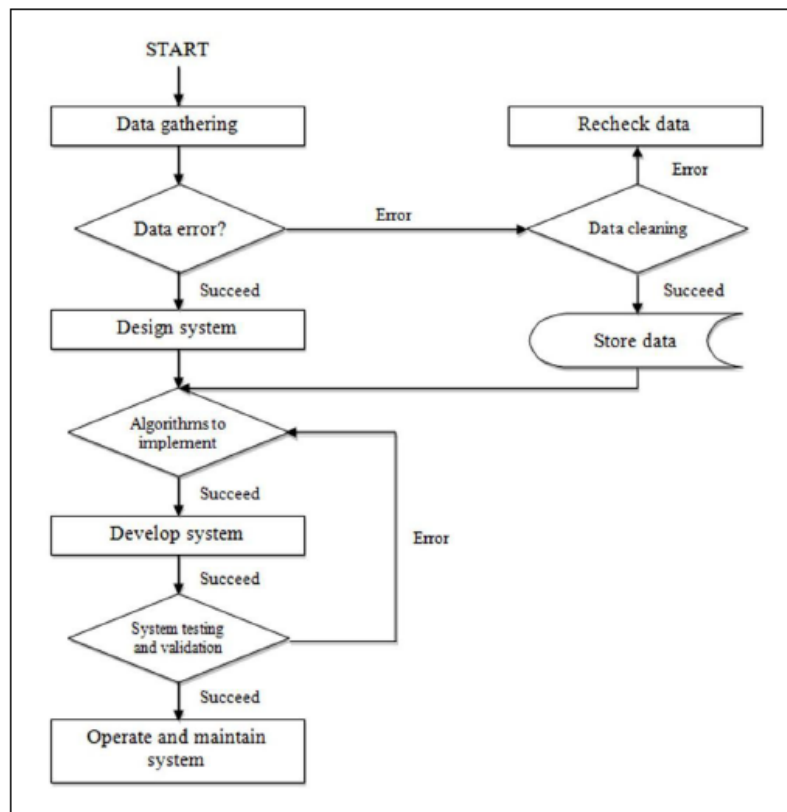 START
Data gathering
Recheck data
Error
Data error?
Error
Data cleaning
Succeed
Succeed
Design system
Store data
Algorithms to
implement
Succeed
Develop system
Error
Succeed
System testing
and validation
Succeed
Operate and maintain
system